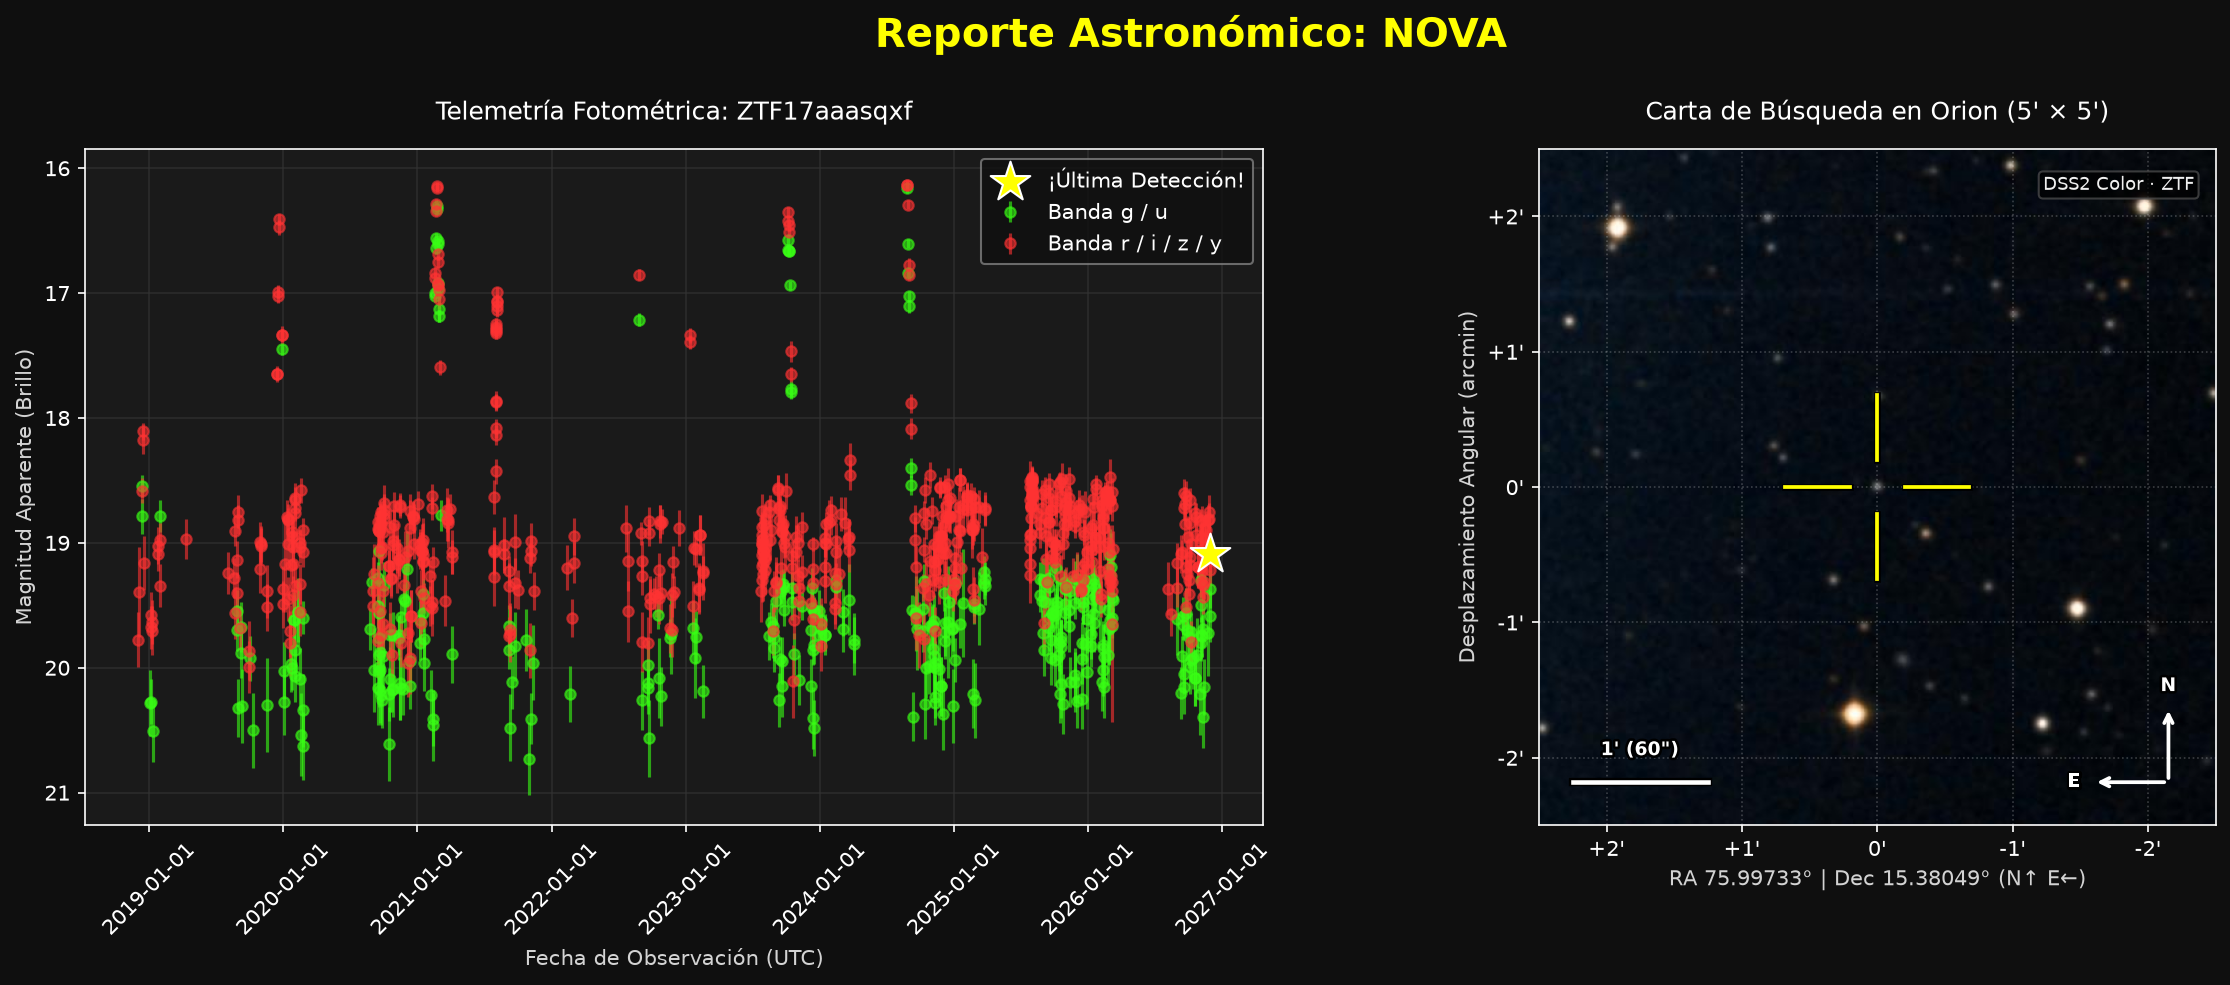 Reporte Astronómico: NOVA
Telemetría Fotométrica: ZTF17aaasqxf
Magnitud Aparente (Brillo)
16
17
18
19
20
21
¡Última Detección!
Banda g / u
Banda r / i / z / y
2019-01-01
2020-01-01
2021-01-01
2022-01-01
2023-01-01
2024-01-01
2025-01-01
2026-01-01
2027-01-01
Fecha de Observación (UTC)
Carta de Búsqueda en Orion (5' × 5')
Desplazamiento Angular (arcmin)
+2'
+1'
0'
-1'
-2'
DSS2 Color · ZTF
N
E
1' (60")
+2'
+1'
0'
-1'
-2'
RA 75.99733° | Dec 15.38049° (N↑ E←)